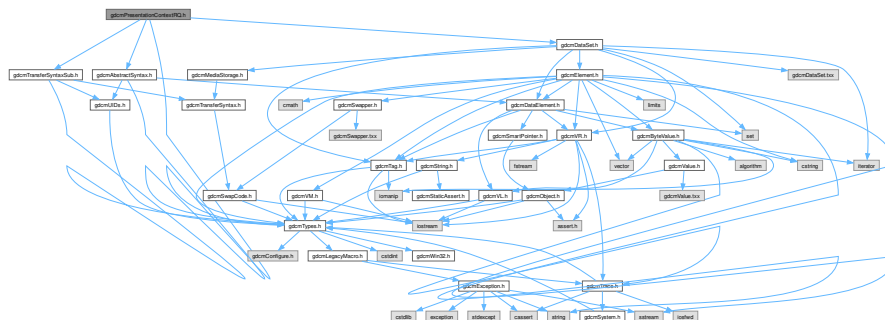 gdcmPresentationContextRQ.h
gdcmDataSet.h
gdcmTransferSyntaxSub.h
gdcmAbstractSyntax.h
gdcmMediaStorage.h
gdcmElement.h
gdcmDataSet.txx
gdcmUIDs.h
gdcmTransferSyntax.h
cmath
gdcmSwapper.h
gdcmDataElement.h
limits
gdcmSwapper.txx
gdcmSmartPointer.h
gdcmVR.h
gdcmByteValue.h
set
gdcmTag.h
gdcmString.h
fstream
vector
gdcmValue.h
algorithm
cstring
iterator
gdcmSwapCode.h
gdcmVM.h
iomanip
gdcmStaticAssert.h
gdcmVL.h
gdcmObject.h
gdcmValue.txx
gdcmTypes.h
iostream
assert.h
gdcmConfigure.h
gdcmLegacyMacro.h
cstdint
gdcmWin32.h
gdcmException.h
gdcmTrace.h
cstdlib
exception
stdexcept
cassert
string
gdcmSystem.h
sstream
iosfwd